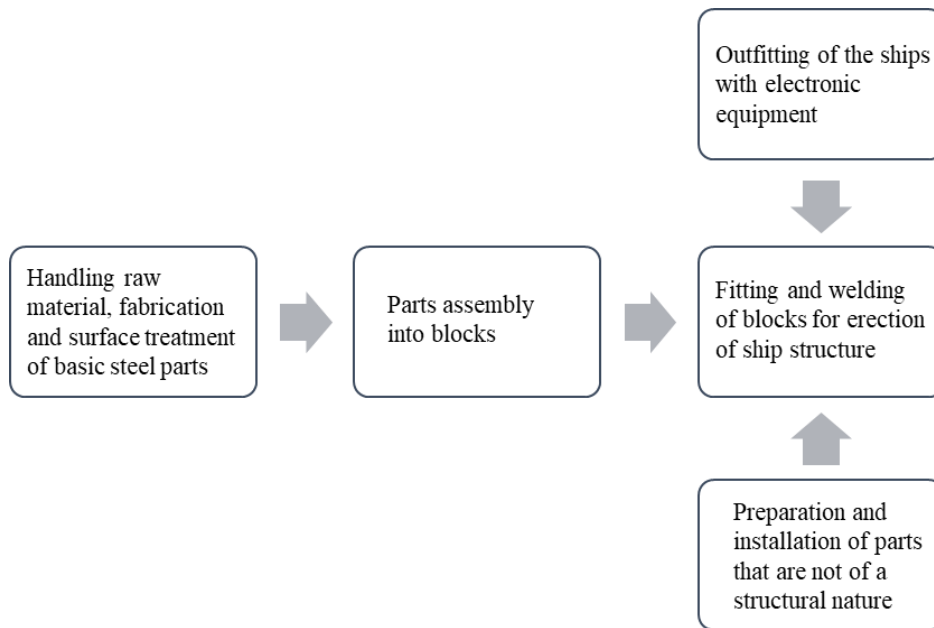 Outfitting of the ships
with electronic
equipment
Handling raw
material, fabrication
and surface treatment
of basic steel parts
Parts assembly
into blocks
Fitting and welding
of blocks for erection
of ship structure
Preparation and
installation of parts
that are not of a
structural nature